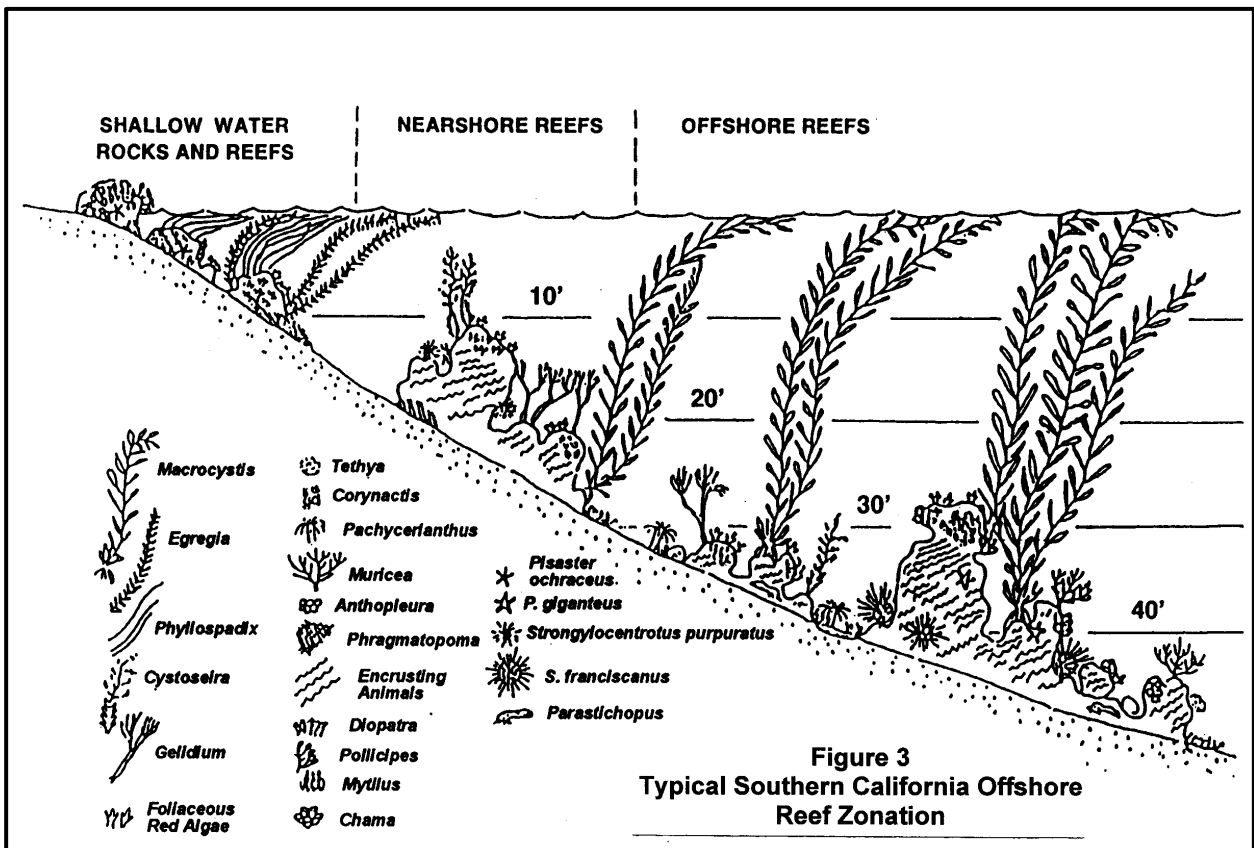 SHALLOW WATER
ROCKS AND REEFS
NEARSHORE REEFS
OFFSHORE REEFS
10'
20'
30'
40'
Macrocystis
Egregia
Phyllospadix
Cystoseira
Gelidium
Foliaceous
Red Algae
Tethya
Corynactis
Pachycerianthus
Muricea
Anthopleura
Phragmatopoma
Encrusting
Animals
Diopatra
Pollicipes
Mytilus
Chama
Pisaster
ochraceus
P. giganteus
Strongylocentrotus purpuratus
S. franciscanus
Parastichopus
Figure 3
Typical Southern California Offshore
Reef Zonation